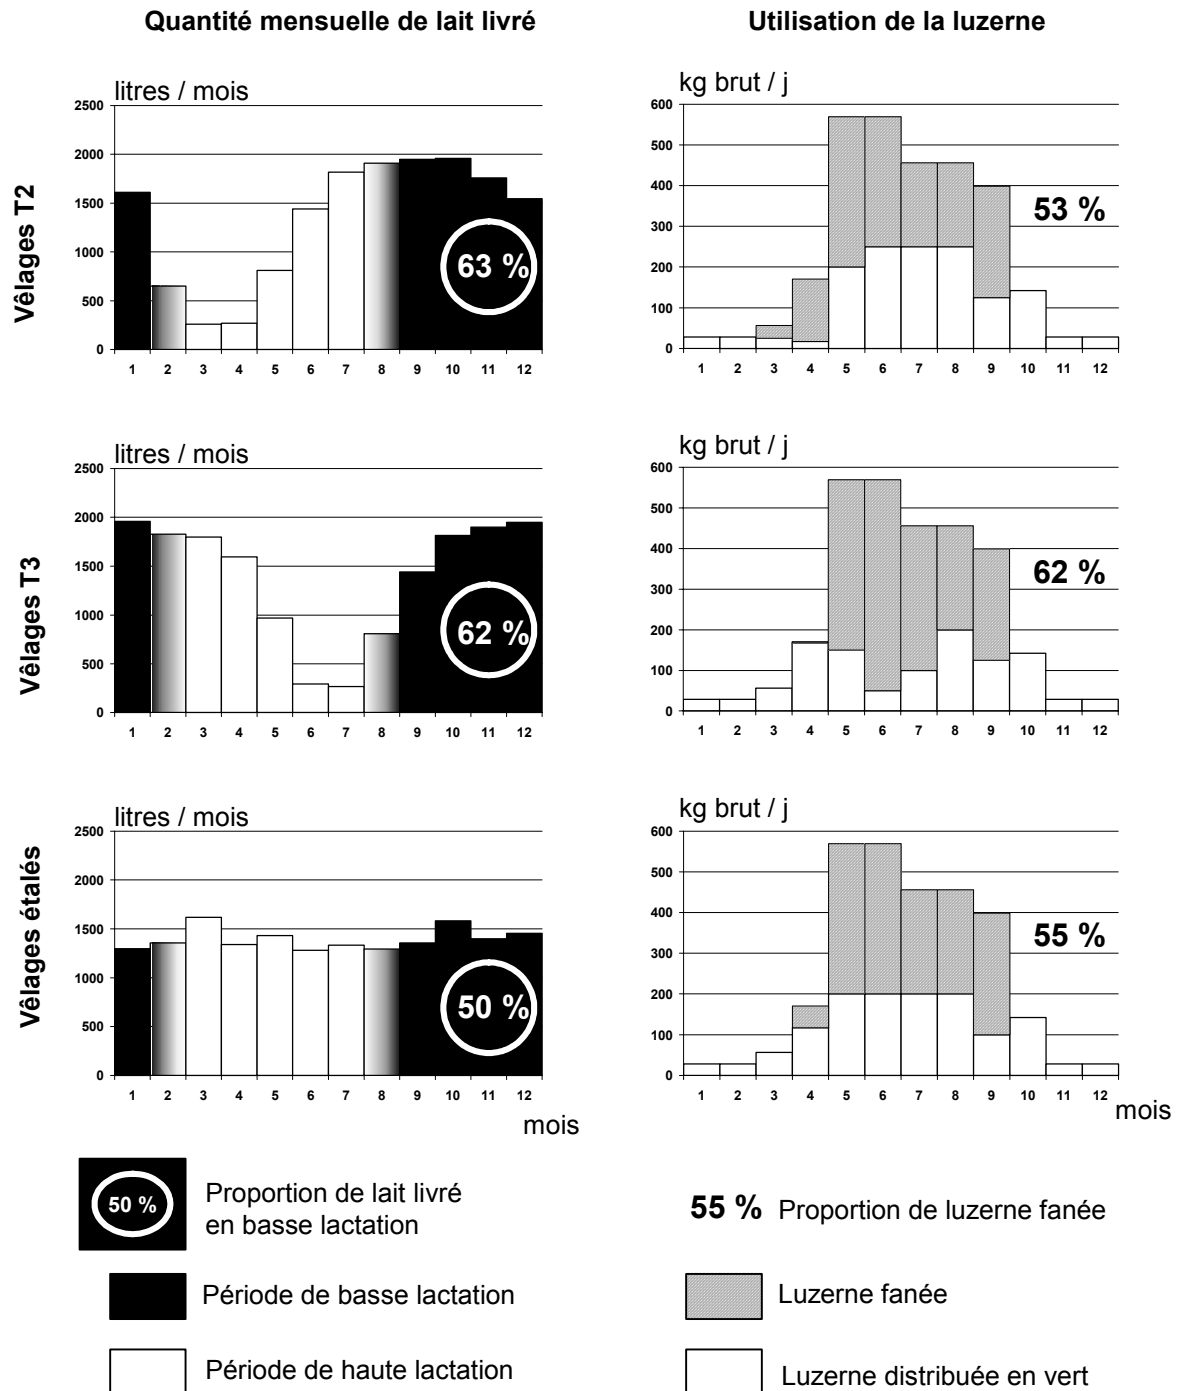 Quantité mensuelle de lait livré
Utilisation de la luzerne
Vêlages T2
litres / mois
2500
2000
1500
1000
500
0
1 2 3 4 5 6 7 8 9 10 11 12
63 %
kg brut / j
600
500
400
300
200
100
0
1 2 3 4 5 6 7 8 9 10 11 12
53 %
Vêlages T3
litres / mois
2500
2000
1500
1000
500
0
1 2 3 4 5 6 7 8 9 10 11 12
62 %
kg brut / j
600
500
400
300
200
100
0
1 2 3 4 5 6 7 8 9 10 11 12
62 %
Vêlages étalés
litres / mois
2500
2000
1500
1000
500
0
1 2 3 4 5 6 7 8 9 10 11 12
mois
50 %
kg brut / j
600
500
400
300
200
100
0
1 2 3 4 5 6 7 8 9 10 11 12
mois
55 %
50 %
Proportion de lait livré
en basse lactation
Période de basse lactation
Période de haute lactation
55 % Proportion de luzerne fanée
Luzerne fanée
Luzerne distribuée en vert